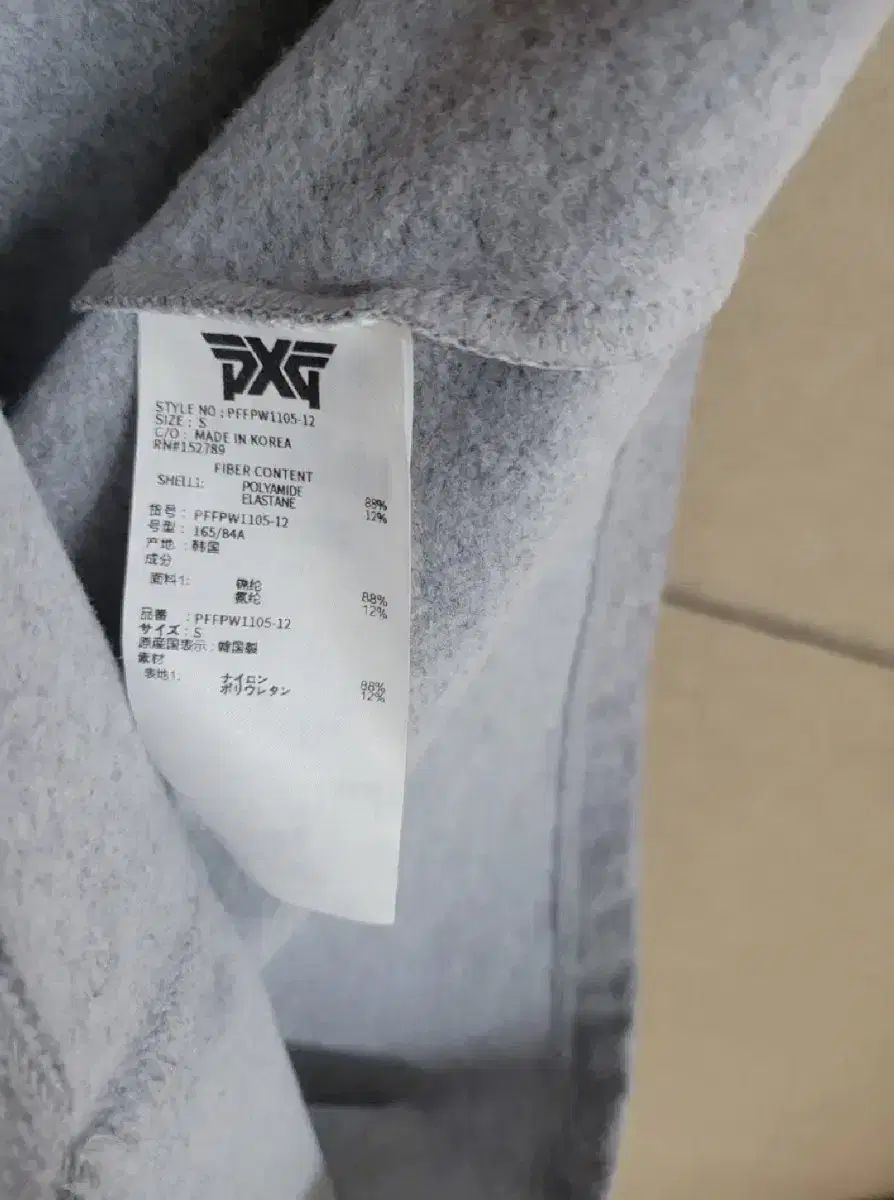 PXG
STYLE NO : PFFPW1105-12
SIZE : S
C/O : MADE IN KOREA
RN#152789
FIBER CONTENT
SHELL1: POLYAMIDE 88%
ELASTANE 12%
货号 : PFFPW1105-12
号型 : 165/84A
产地 : 韩国
成分
面料1: 锦纶 88%
氨纶 12%
品番 : PFFPW1105-12
サイズ : S
原産国表示 : 韓国製
素材
表地1: ナイロン 88%
ポリウレタン 12%